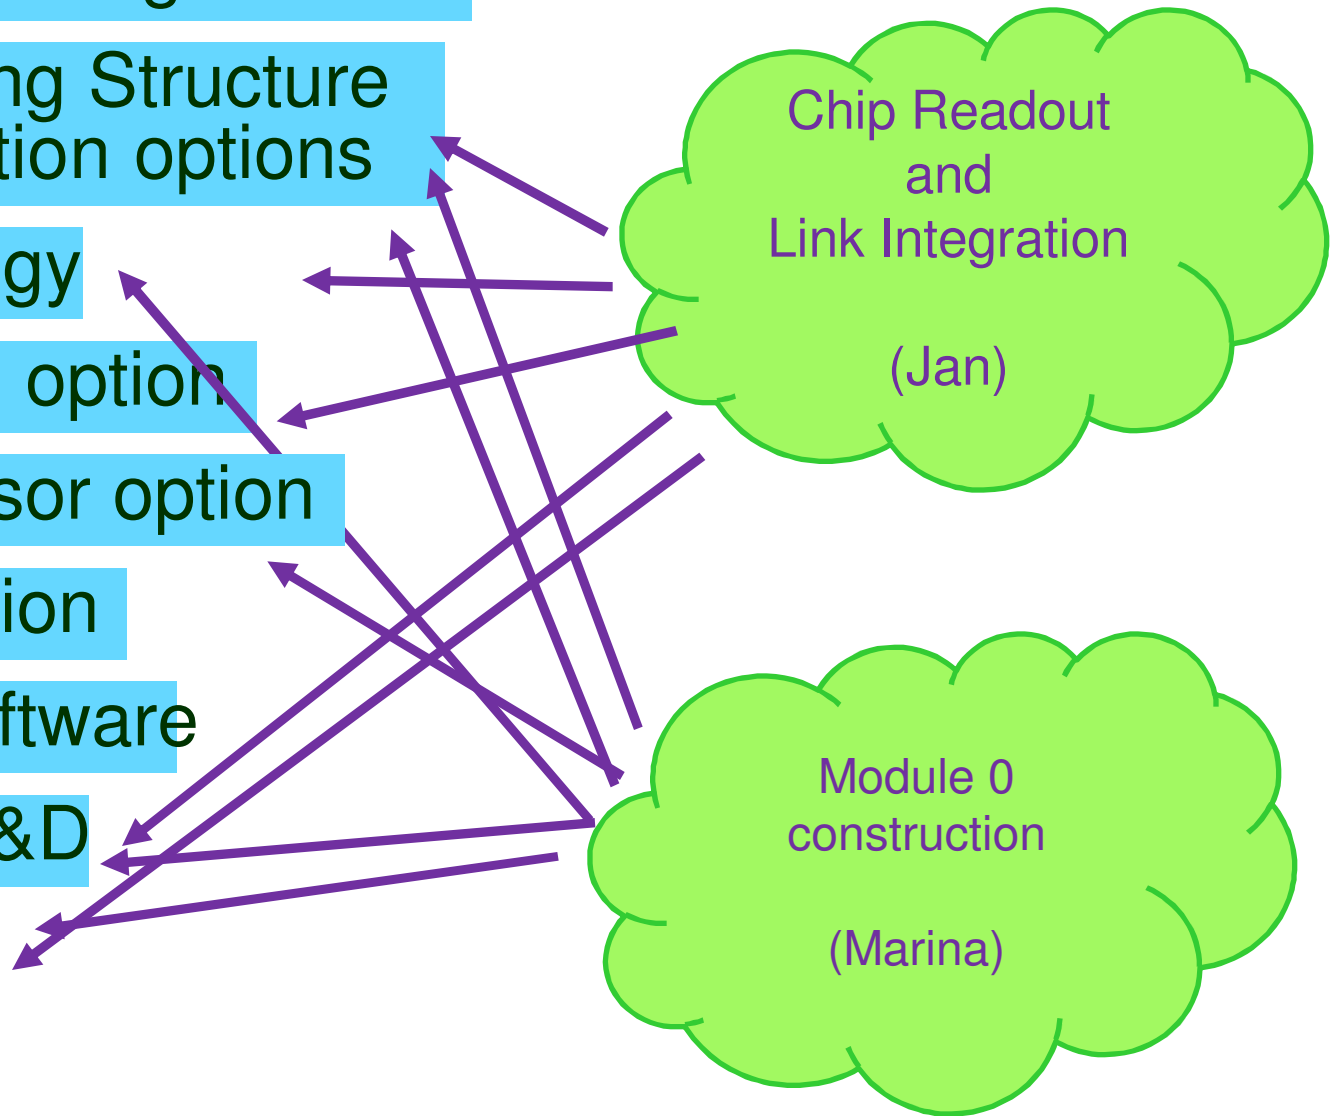 ng Structure
tion options
gy
option
sor option
ion
ftware
&D
Chip Readout
and
Link Integration
(Jan)
Module 0
construction
(Marina)